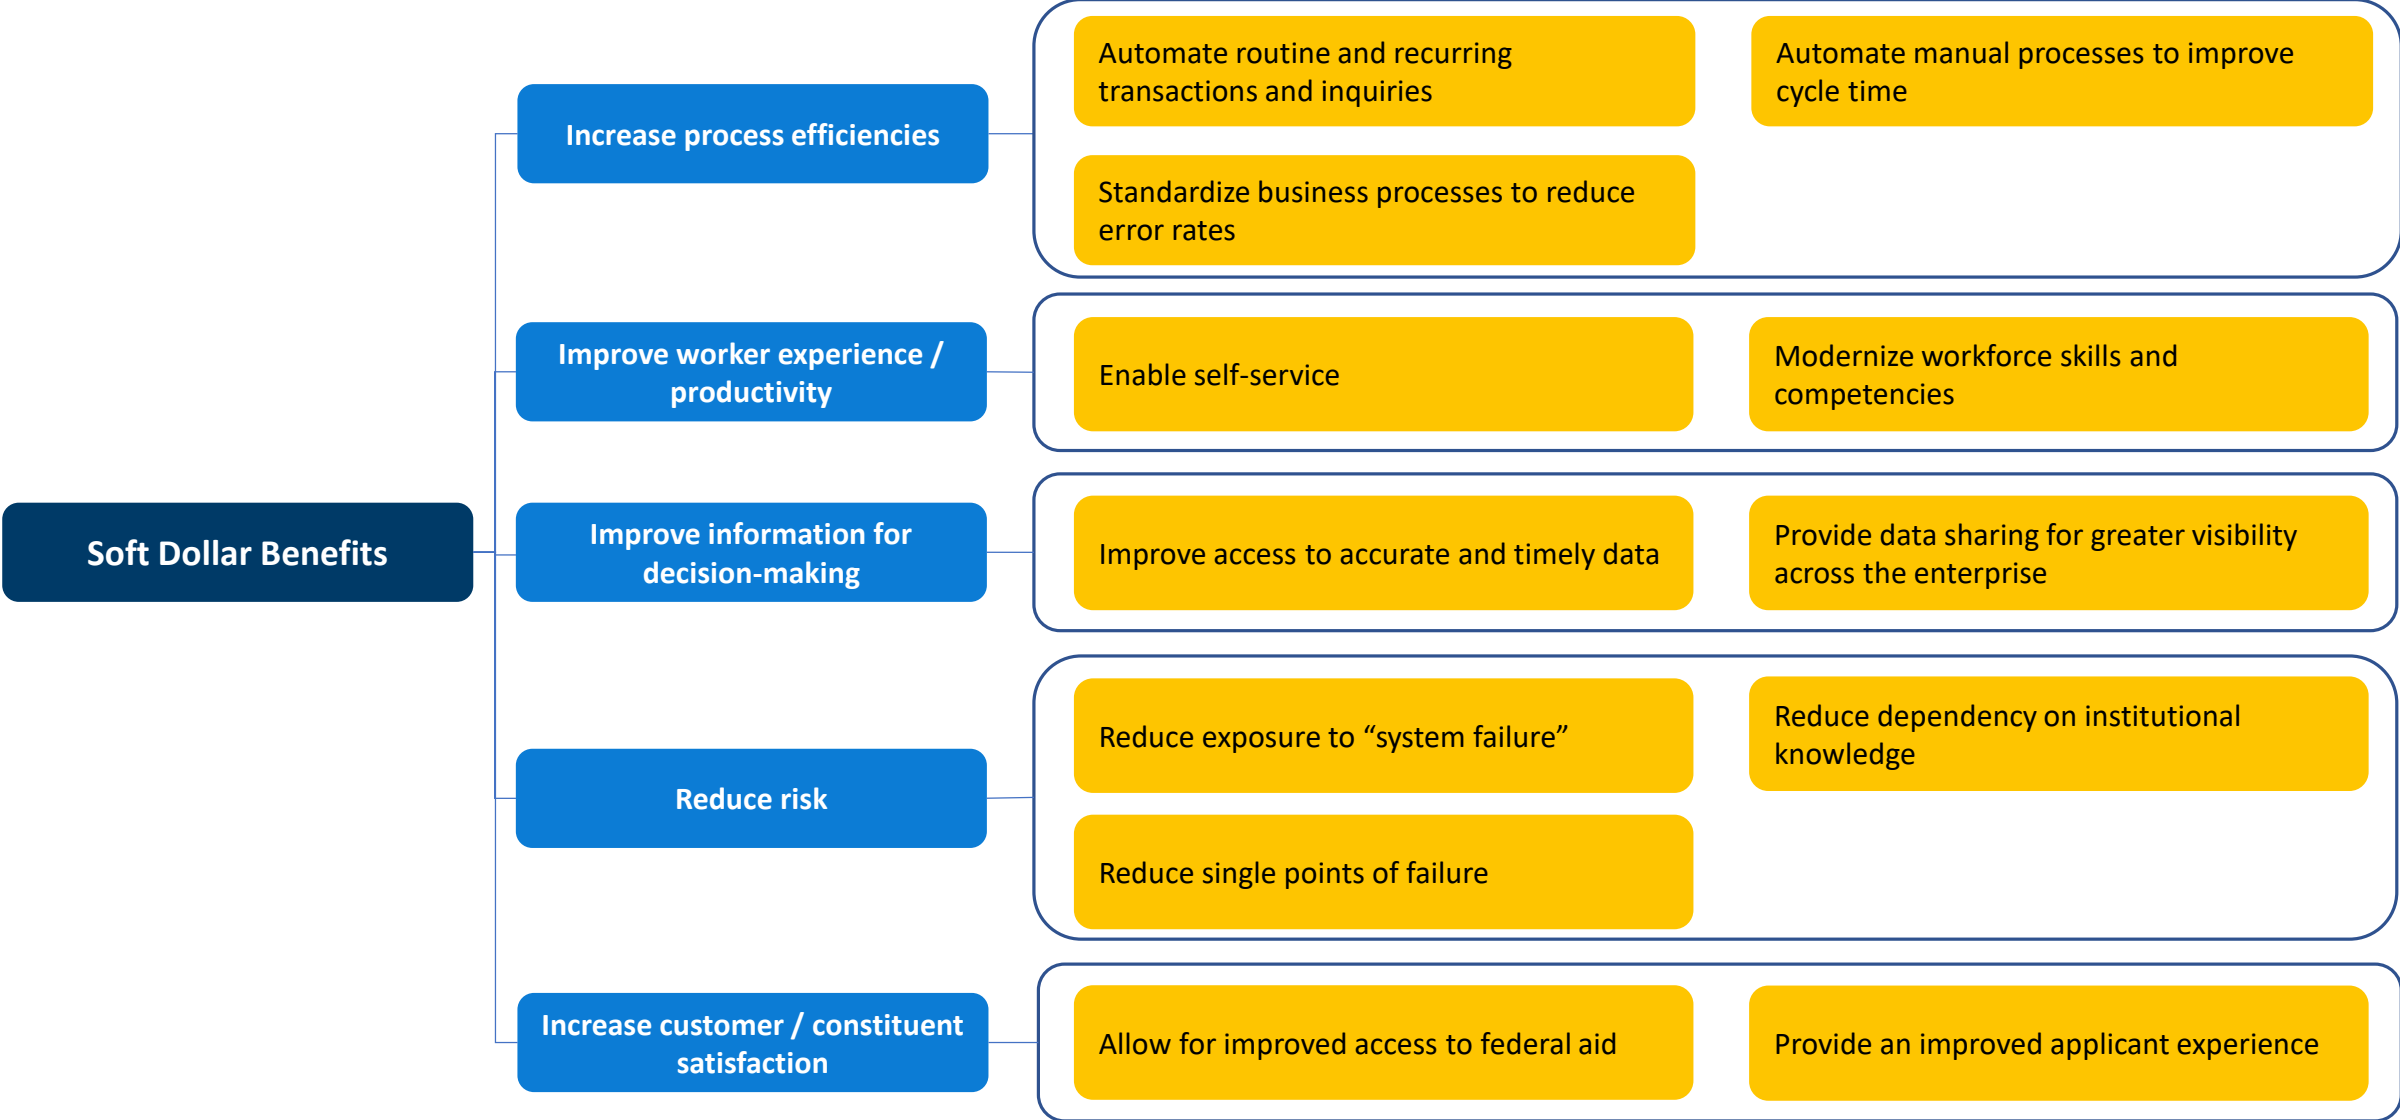 Soft Dollar Benefits
Increase process efficiencies
Automate routine and recurring
transactions and inquiries
Automate manual processes to improve
cycle time
Standardize business processes to reduce
error rates
Improve worker experience /
productivity
Enable self-service
Modernize workforce skills and
competencies
Improve information for
decision-making
Improve access to accurate and timely data
Provide data sharing for greater visibility
across the enterprise
Reduce risk
Reduce exposure to “system failure”
Reduce dependency on institutional
knowledge
Reduce single points of failure
Increase customer / constituent
satisfaction
Allow for improved access to federal aid
Provide an improved applicant experience